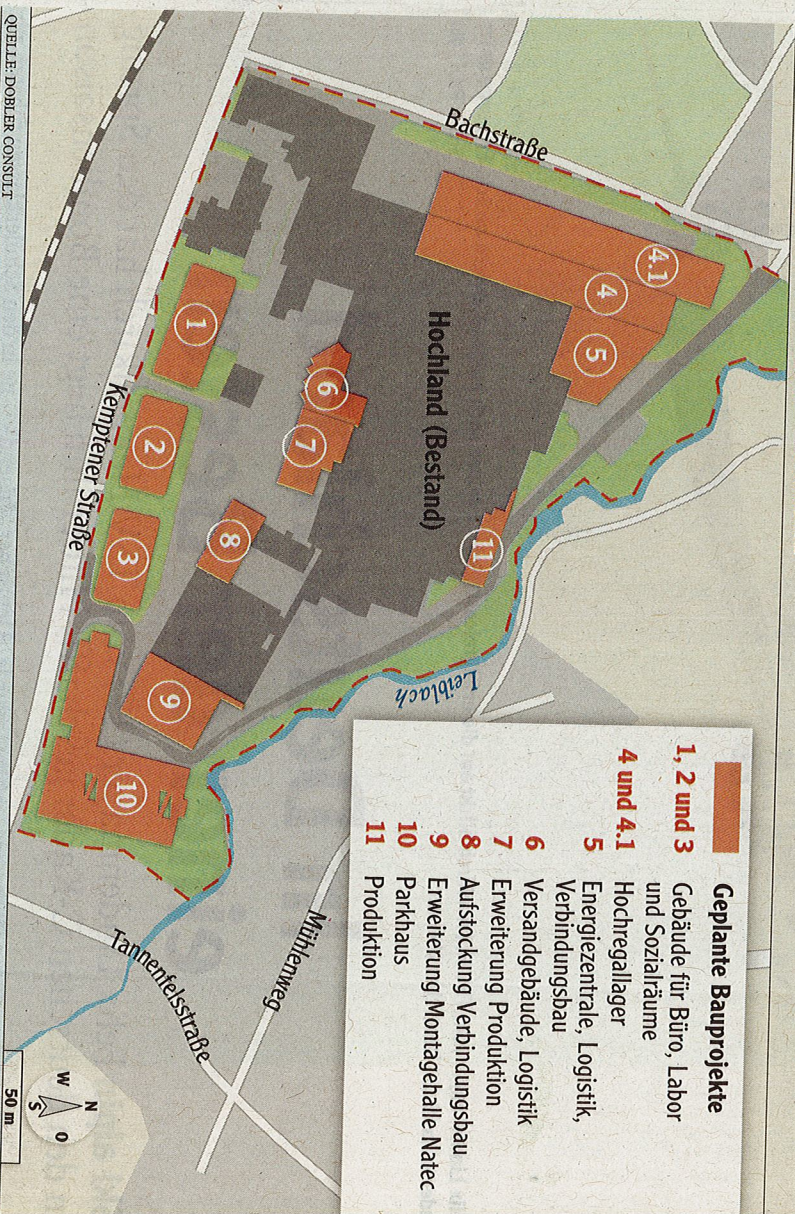 Geplante Bauprojekte
1, 2 und 3 Gebäude für Büro, Labor
und Sozialräume
4 und 4.1 Hochregallager
5 Energiezentrale, Logistik,
Verbindungsbau
6 Versandgebäude, Logistik
7 Erweiterung Produktion
8 Aufstockung Verbindungsbau
9 Erweiterung Montagehalle Natec
10 Parkhaus
11 Produktion
Bachstraße
4.1
4
5
Hochland (Bestand)
11
6
7
8
1
2
3
9
10
Kemptener Straße
Leiblach
Mühlenweg
Tannenfelsstraße
N
W
O
S
50 m
QUELLE: DOBLER CONSULT